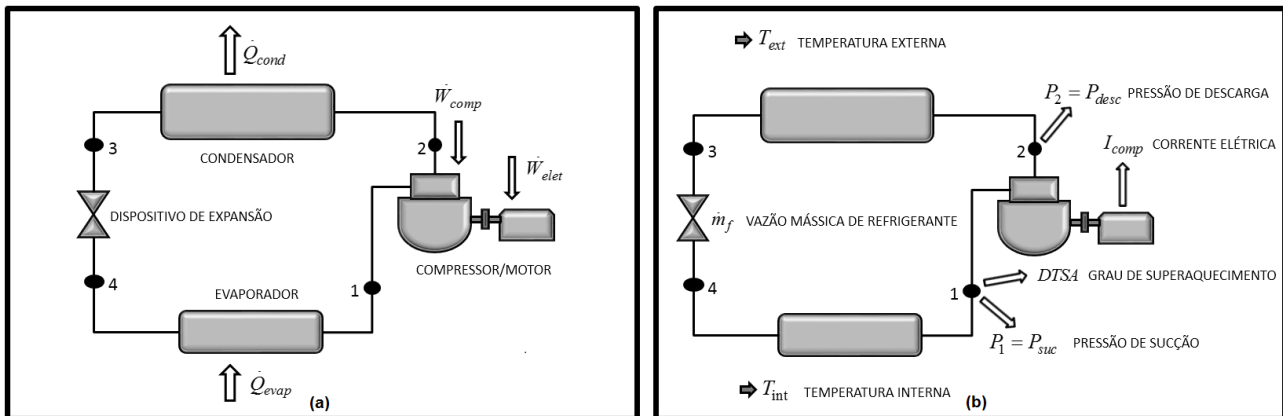 Q̇cond
Ẇcomp
3
2
CONDENSADOR
Ẇelet
DISPOSITIVO DE EXPANSÃO
COMPRESSOR/MOTOR
4
EVAPORADOR
1
Q̇evap
(a)
Text TEMPERATURA EXTERNA
P2 = Pdesc PRESSÃO DE DESCARGA
Icomp CORRENTE ELÉTRICA
3
2
ṁf VAZÃO MÁSSICA DE REFRIGERANTE
4
1
DTSA GRAU DE SUPERAQUECIMENTO
P1 = Psuc PRESSÃO DE SUCÇÃO
Tint TEMPERATURA INTERNA
(b)